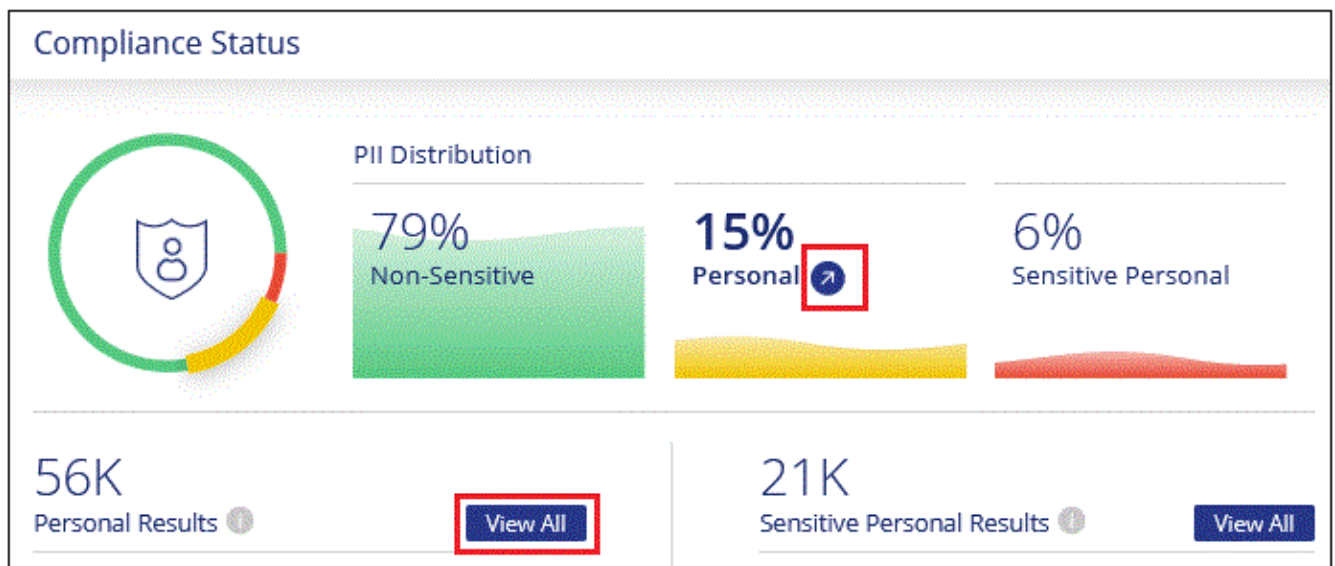 Compliance Status
PII Distribution
79%
Non-Sensitive
15%
Personal
6%
Sensitive Personal
56K
Personal Results
View All
21K
Sensitive Personal Results
View All